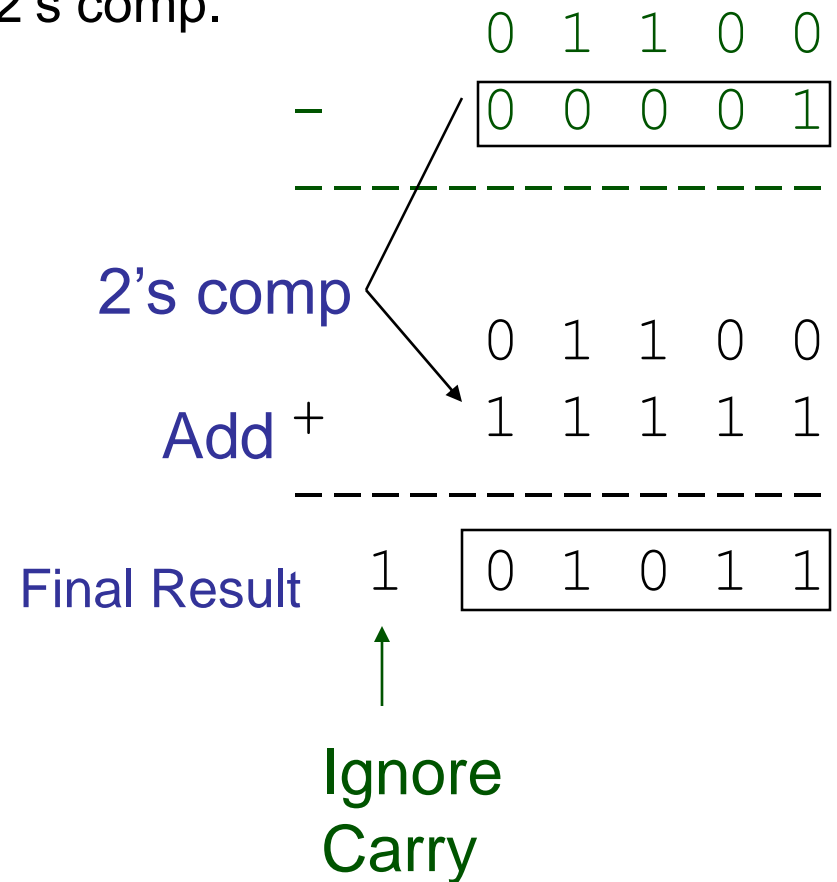 2's comp.
0 1 1 0 0
- 0 0 0 0 1
2's comp
0 1 1 0 0
Add + 1 1 1 1 1
Final Result 1 0 1 0 1 1
Ignore
Carry